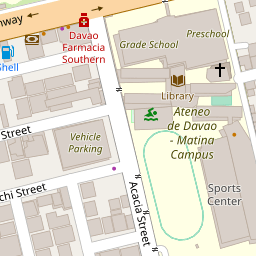 nway
Davao
Farmacia
Southern
Shell
Grade School
Preschool
Library
Ateneo
de Davao
- Matina
Campus
Street
Vehicle
Parking
chi Street
Acacia Street
Sports
Center